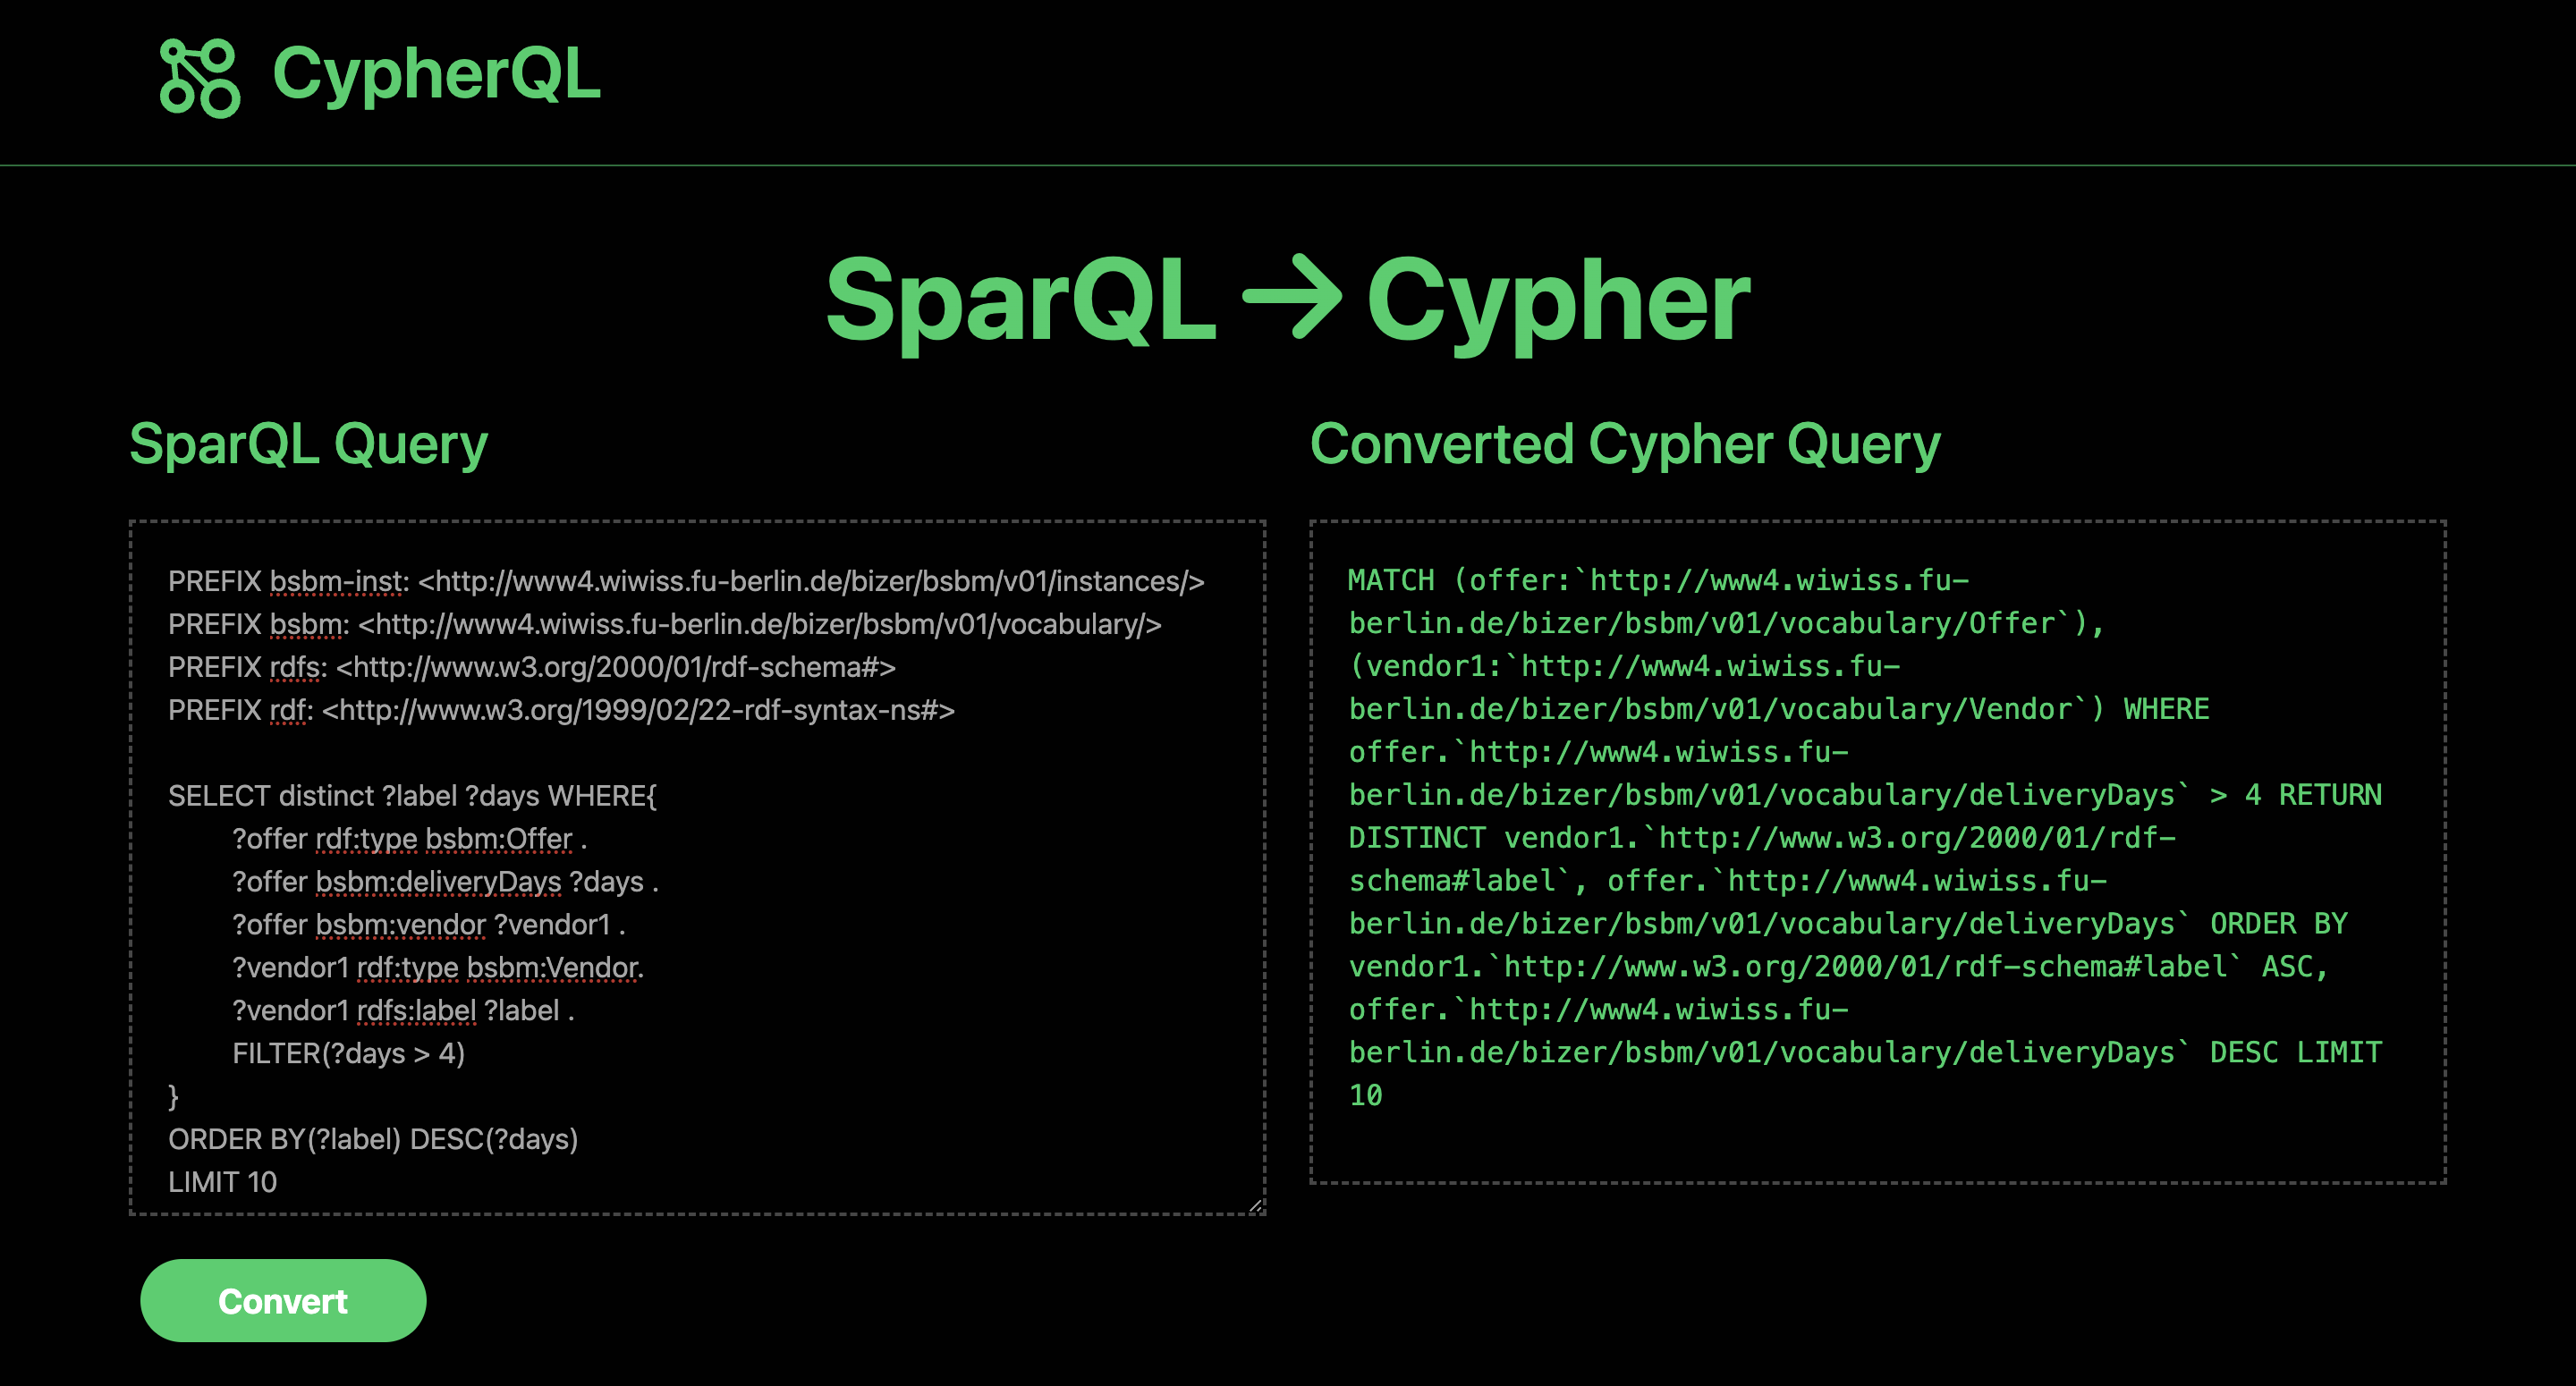 CypherQL
SparQL → Cypher
SparQL Query
PREFIX bsbm-inst: <http://www4.wiwiss.fu-berlin.de/bizer/bsbm/v01/instances/>
PREFIX bsbm: <http://www4.wiwiss.fu-berlin.de/bizer/bsbm/v01/vocabulary/>
PREFIX rdfs: <http://www.w3.org/2000/01/rdf-schema#>
PREFIX rdf: <http://www.w3.org/1999/02/22-rdf-syntax-ns#>
SELECT distinct ?label ?days WHERE{
?offer rdf:type bsbm:Offer .
?offer bsbm:deliveryDays ?days .
?offer bsbm:vendor ?vendor1 .
?vendor1 rdf:type bsbm:Vendor.
?vendor1 rdfs:label ?label .
FILTER(?days > 4)
}
ORDER BY(?label) DESC(?days)
LIMIT 10
Convert
Converted Cypher Query
MATCH (offer:`http://www4.wiwiss.fu-
berlin.de/bizer/bsbm/v01/vocabulary/Offer`),
(vendor1:`http://www4.wiwiss.fu-
berlin.de/bizer/bsbm/v01/vocabulary/Vendor`) WHERE
offer.`http://www4.wiwiss.fu-
berlin.de/bizer/bsbm/v01/vocabulary/deliveryDays` > 4 RETURN
DISTINCT vendor1.`http://www.w3.org/2000/01/rdf-
schema#label`, offer.`http://www4.wiwiss.fu-
berlin.de/bizer/bsbm/v01/vocabulary/deliveryDays` ORDER BY
vendor1.`http://www.w3.org/2000/01/rdf-schema#label` ASC,
offer.`http://www4.wiwiss.fu-
berlin.de/bizer/bsbm/v01/vocabulary/deliveryDays` DESC LIMIT
10